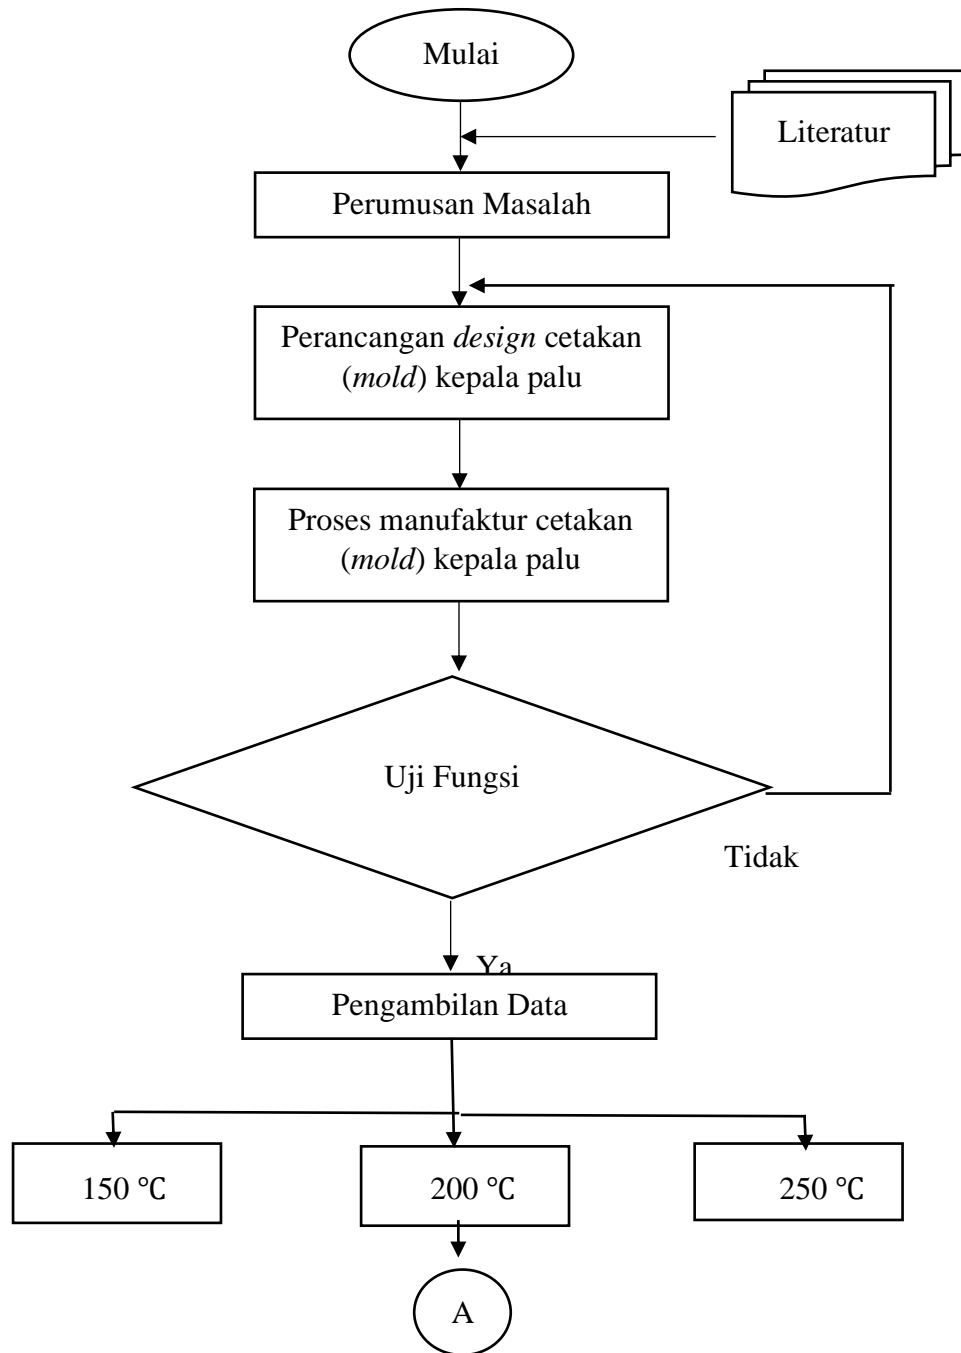 Mulai
Literatur
Perumusan Masalah
Perancangan design cetakan
(mold) kepala palu
Proses manufaktur cetakan
(mold) kepala palu
Uji Fungsi
Tidak
Ya
Pengambilan Data
150 ℃
200 ℃
250 ℃
A